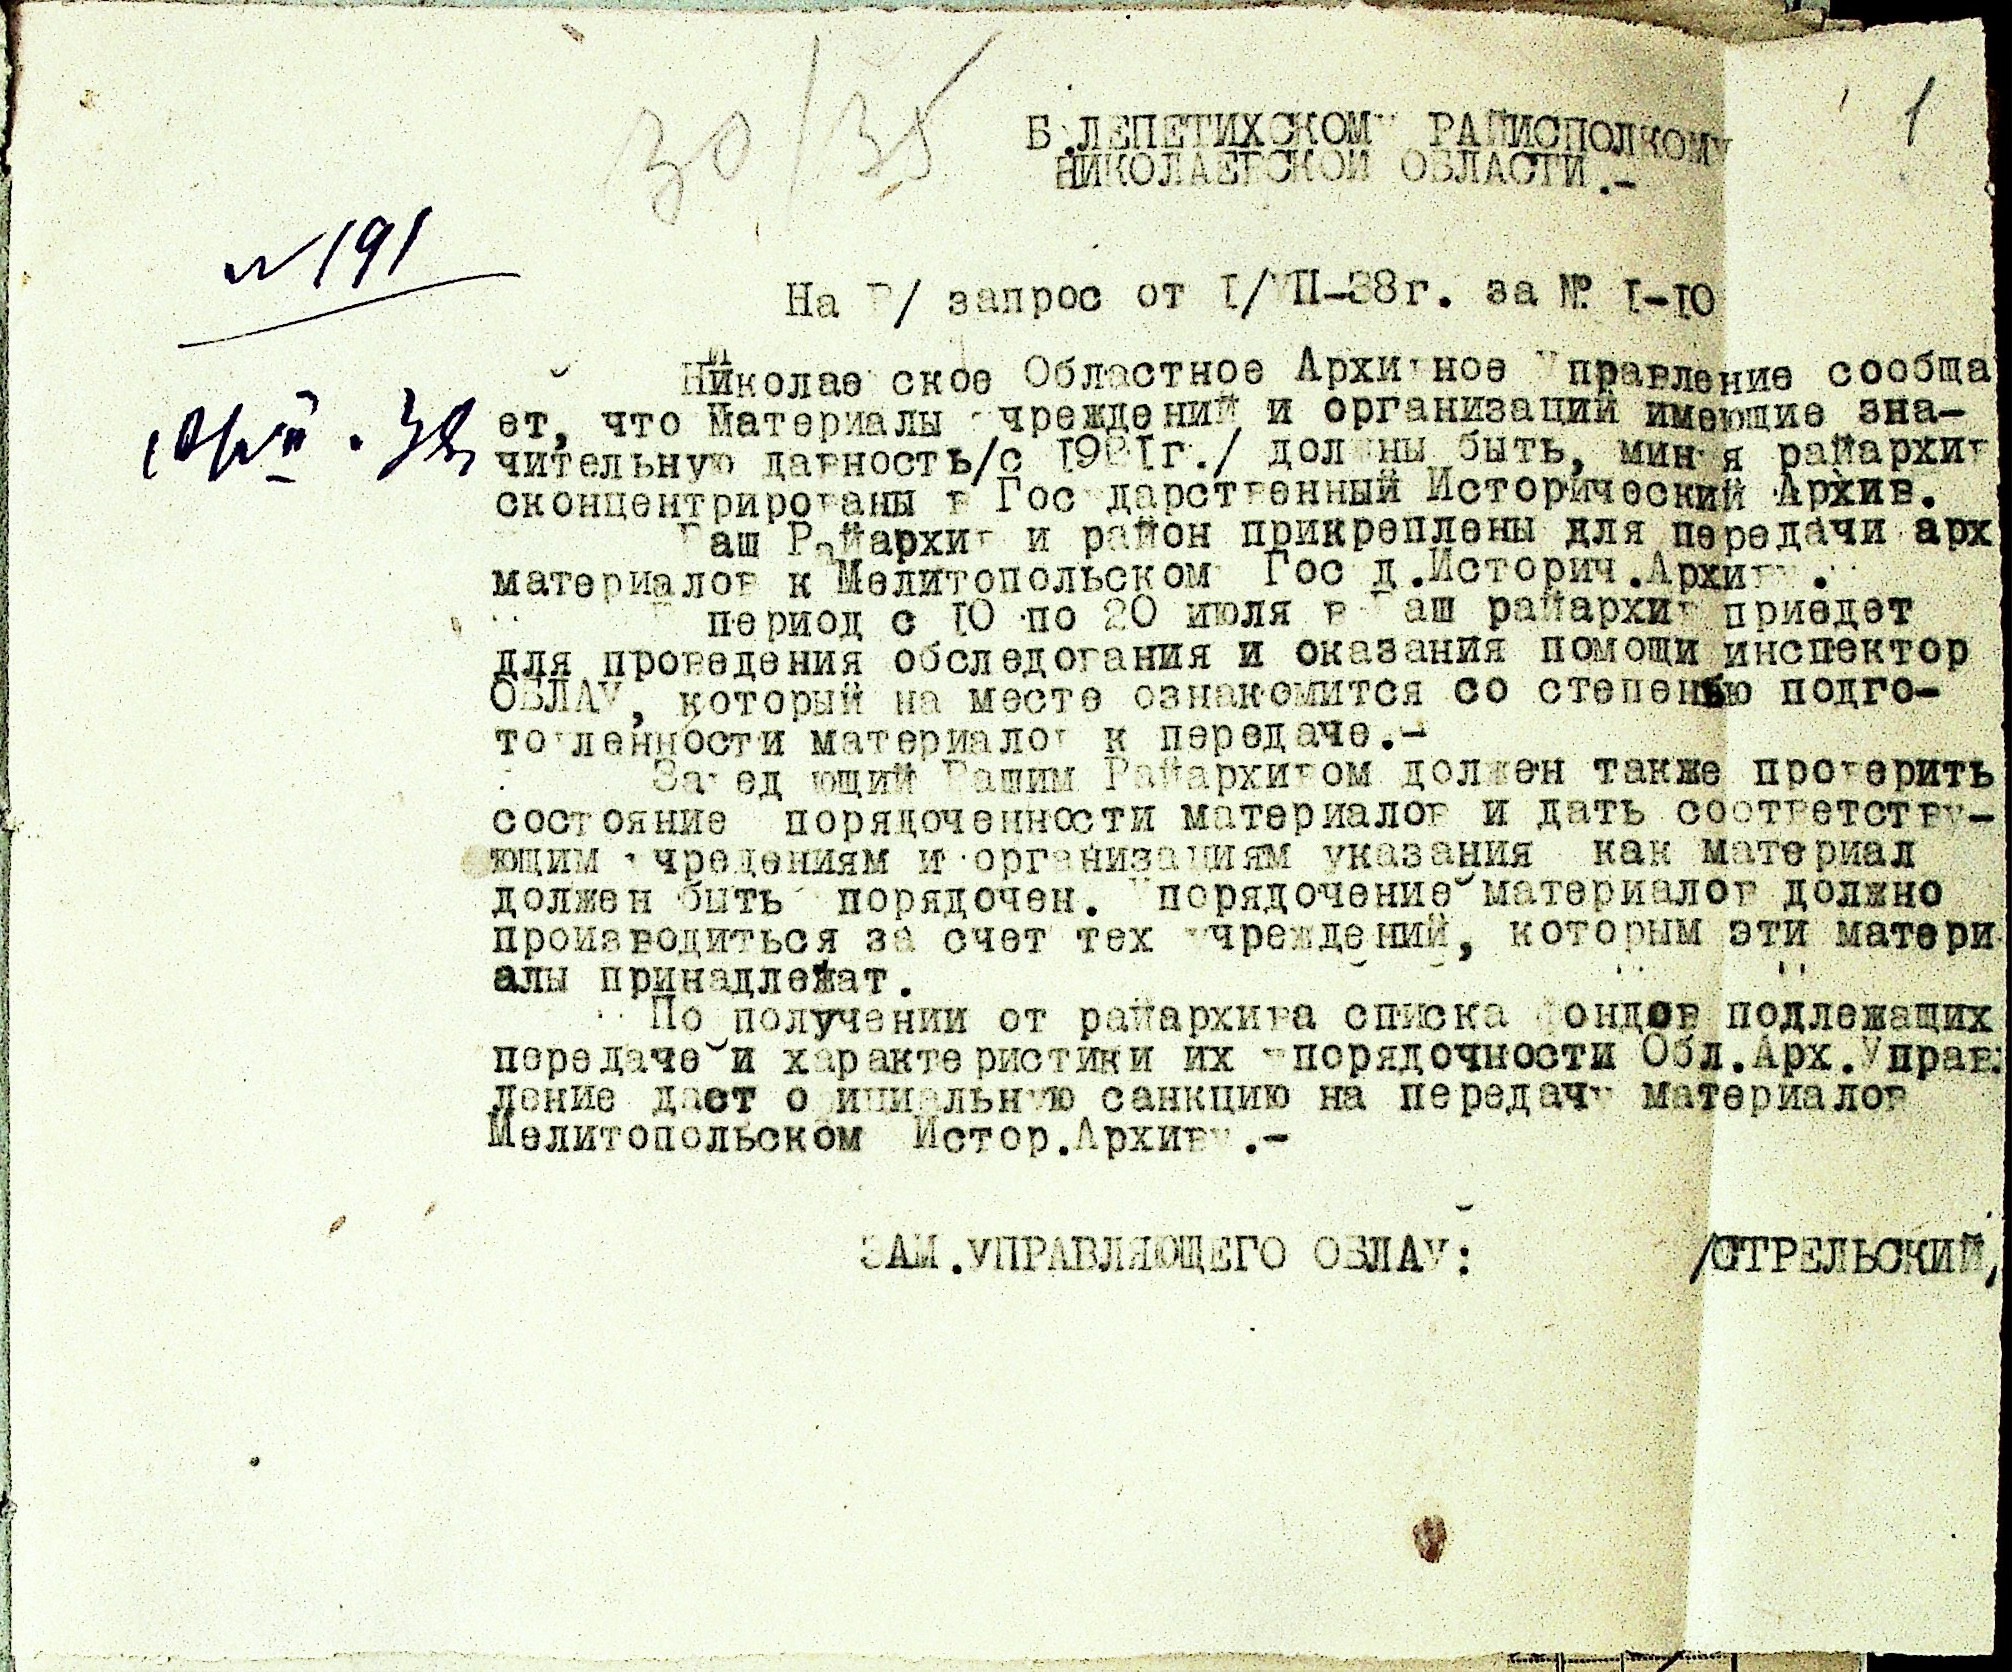 30/35
1
Б.ЛЕПЕТИХСКОМУ РАЙИСПОЛКОМУ
НИКОЛАЕВСКОЙ ОБЛАСТИ.-
№191
На В/ запрос от I/VII-38г. за № I-10
Николаевское Областное Архивное Управление сообща
ет, что Материалы учреждений и организаций имеющие зна-
чительную давность/с г./ должны быть, минуя райархив
сконцентрированы в Государственный Исторический Архив.
Ваш Райархив и район прикреплены для передачи арх
материалов к Мелитопольскому Госуд.Историч.Архиву.
В период с 10 по 20 июля в Ваш райархив приедет
для проведения обследования и оказания помощи инспектор
ОБЛАУ, который на месте ознакомится со степенью подго-
товленности материалов к передаче.-
Заведующий Вашим Райархивом должен также проверить
состояние упорядоченности материалов и дать соответству-
ющим учредениям и организациям указания как материал
должен быть упорядочен. Упорядочение материалов должно
производиться за счет тех учреждений, которым эти матери
алы принадлежат.
По получении от райархива списка фондов подлежащих
передаче и характеристики их упорядочности Обл.Арх.Управ
ление даст официальную санкцию на передачу материалов
Мелитопольскому Истор.Архиву.-
ЗАМ.УПРАВЛЯЮЩЕГО ОБЛАУ: /СТРЕЛЬСКИЙ/